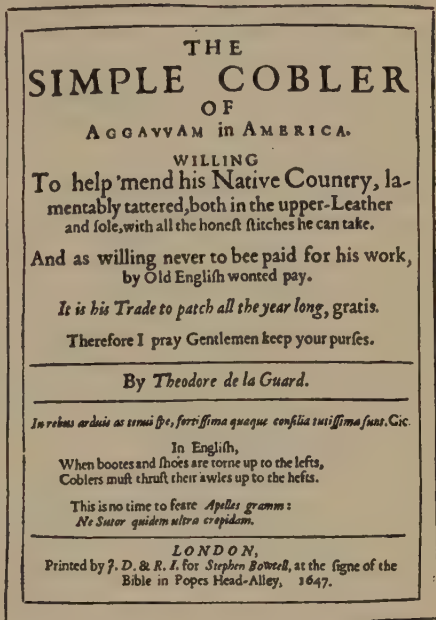 THE
SIMPLE COBLER
OF
AGGAVVAM in AMERICA.
WILLING
To help 'mend his Native Country, la-
mentably tattered, both in the upper-Leather
and ſole, with all the honeſt ſtitches he can take.
And as willing never to bee paid for his work,
by Old Engliſh wonted pay.
It is his Trade to patch all the year long, gratis.
Therefore I pray Gentlemen keep your purſes.
By Theodore de la Guard.
In rebus arduis ac tenui ſpe, fortiſſima quaque conſilia tutiſſima ſunt. Cic.
In Engliſh,
When bootes and ſhoes are torne up to the lefts,
Coblers muſt thruſt their awles up to the hefts.
This is no time to feare Apelles gramm:
Ne Sutor quidem ultra crepidam.
LONDON,
Printed by J. D. & R. I. for Stephen Bowtell, at the ſigne of the
Bible in Popes Head-Alley, 1647.